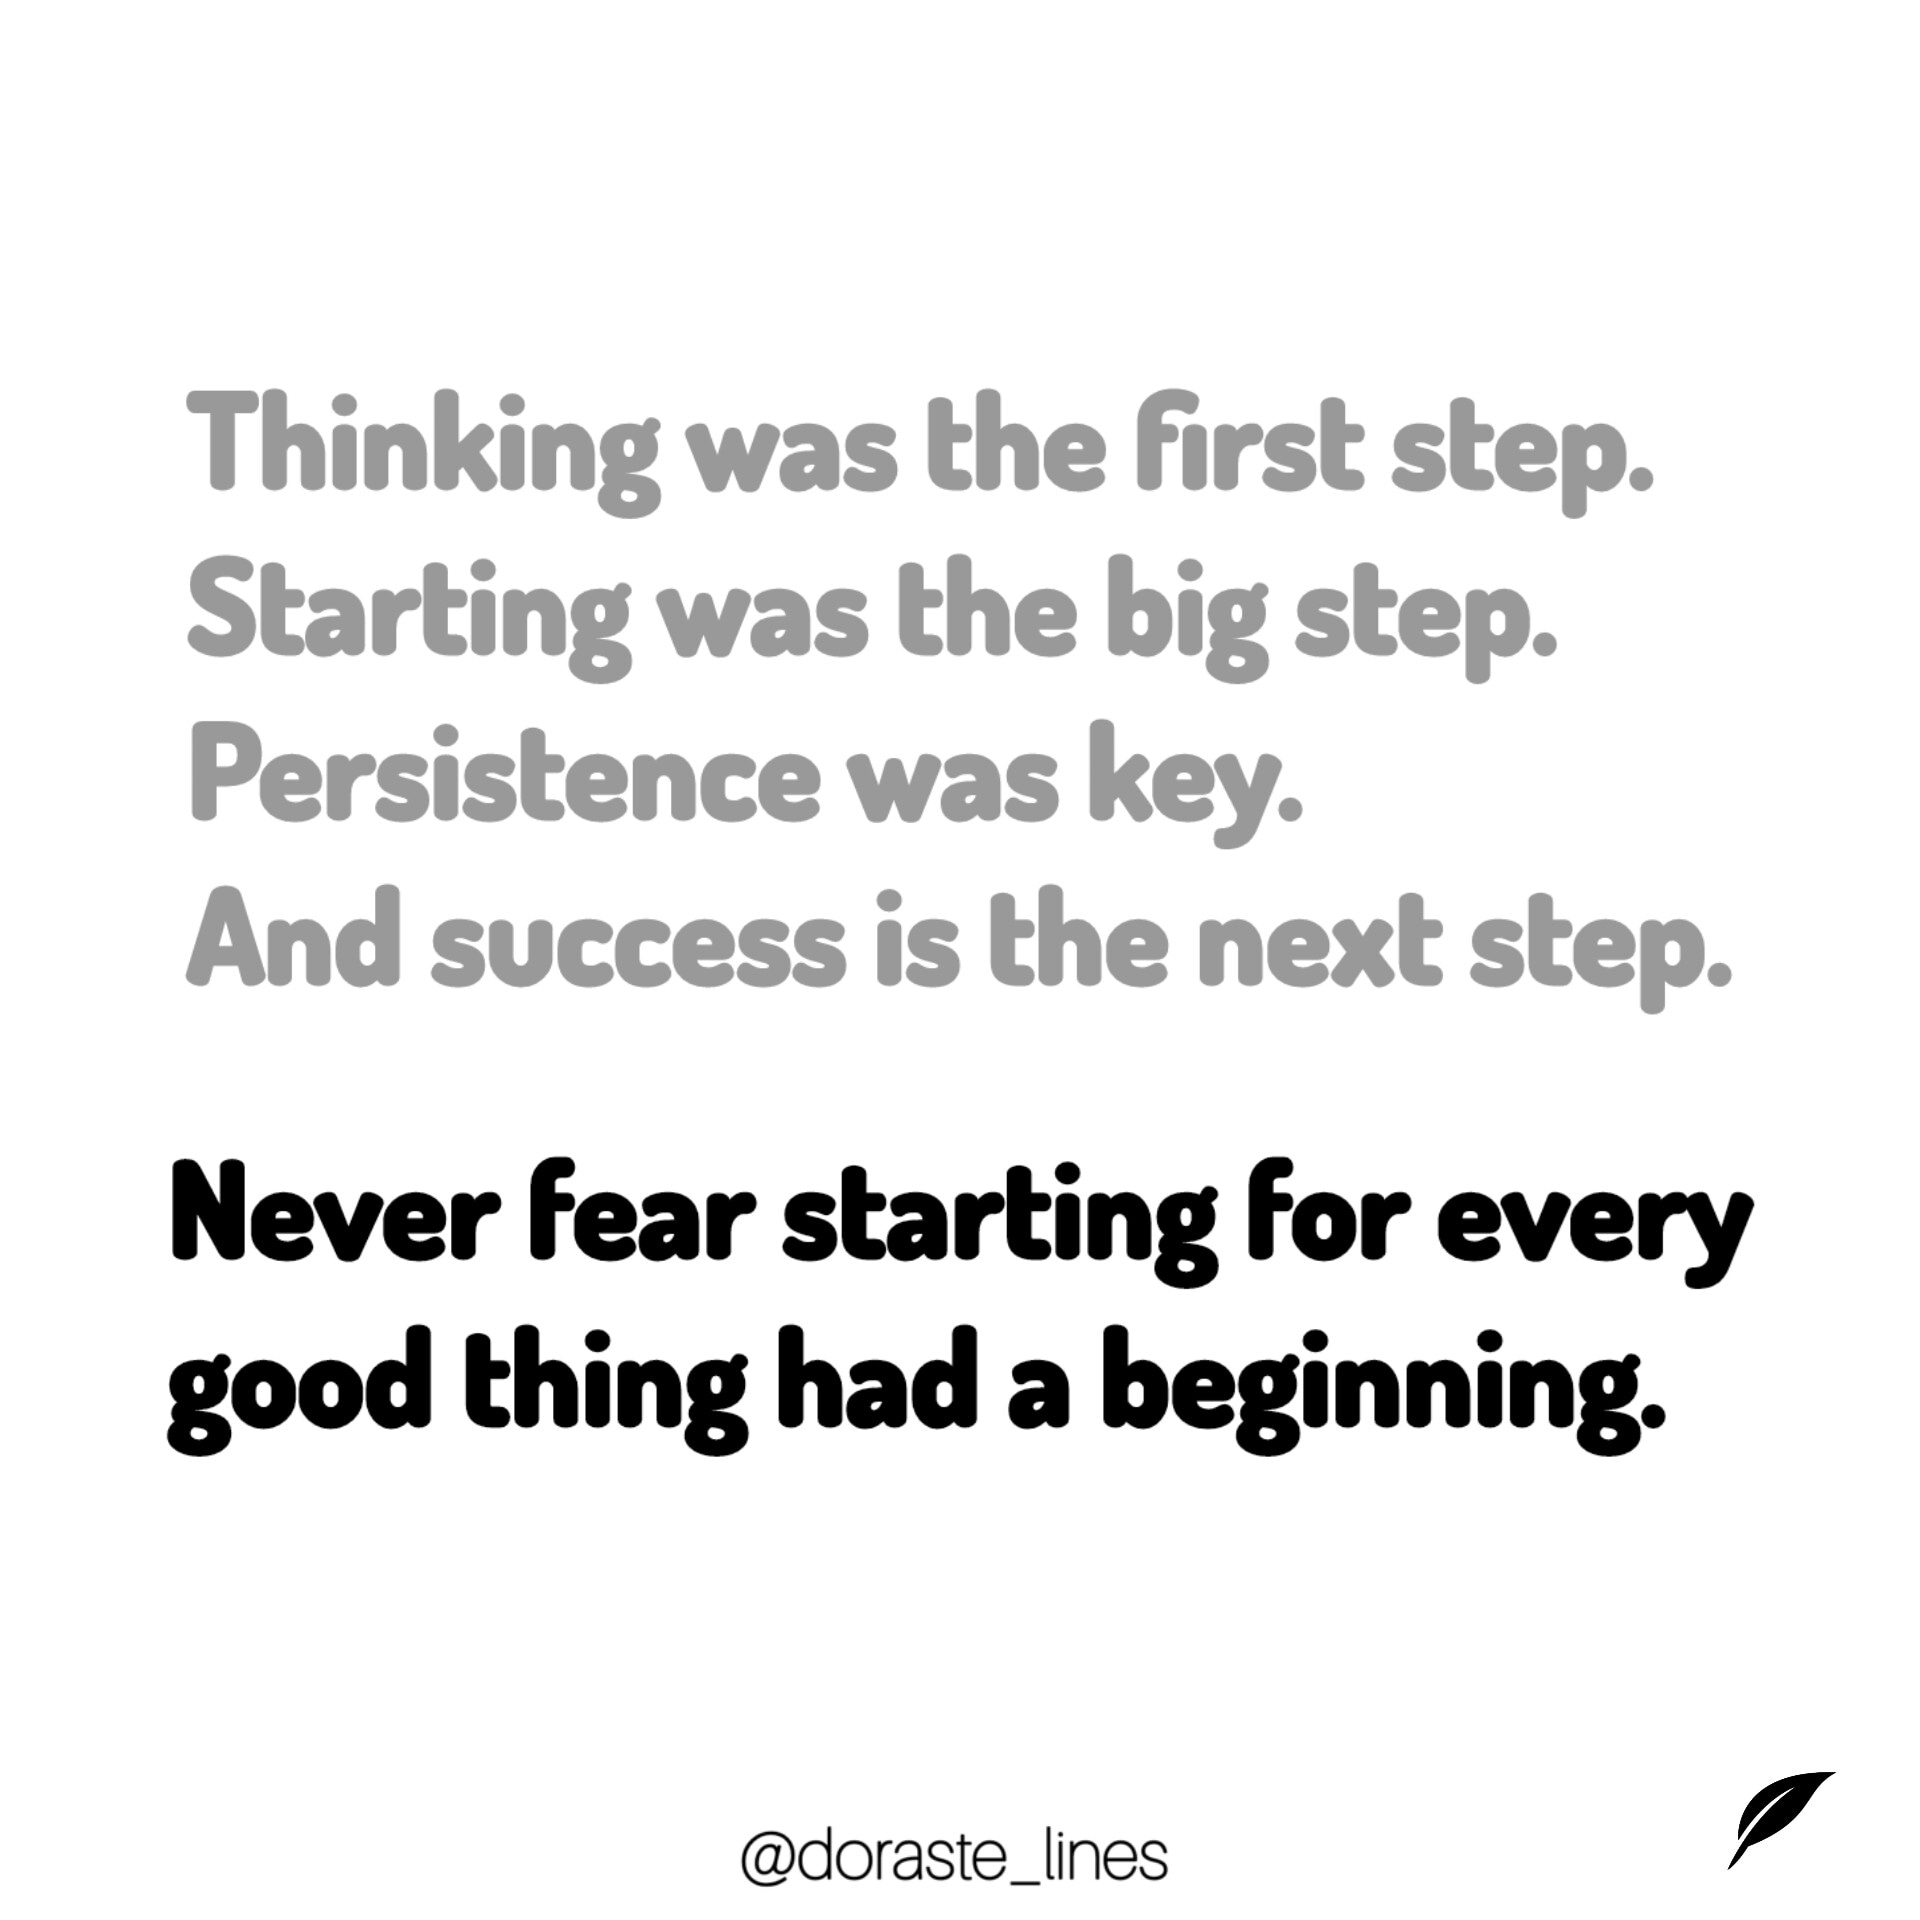 Thinking was the first step.
Starting was the big step.
Persistence was key.
And success is the next step.
Never fear starting for every
good thing had a beginning.
@doraste_lines